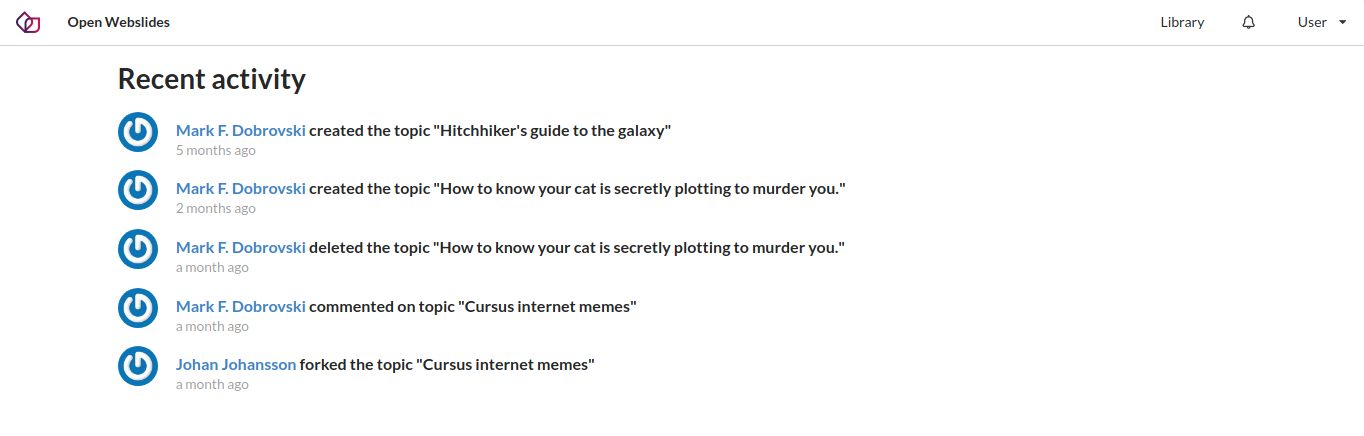 Open Webslides
Library
User
Recent activity
Mark F. Dobrovski created the topic "Hitchhiker's guide to the galaxy"
5 months ago
Mark F. Dobrovski created the topic "How to know your cat is secretly plotting to murder you."
2 months ago
Mark F. Dobrovski deleted the topic "How to know your cat is secretly plotting to murder you."
a month ago
Mark F. Dobrovski commented on topic "Cursus internet memes"
a month ago
Johan Johansson forked the topic "Cursus internet memes"
a month ago